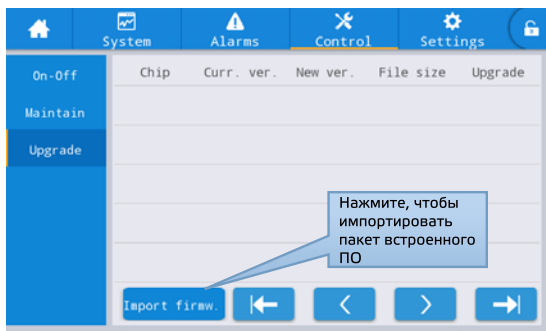 System Alarms Control Settings
On-Off
Maintain
Upgrade
Chip Curr. ver. New ver. File size Upgrade
Нажмите, чтобы
импортировать
пакет встроенного
ПО
Import firmw.